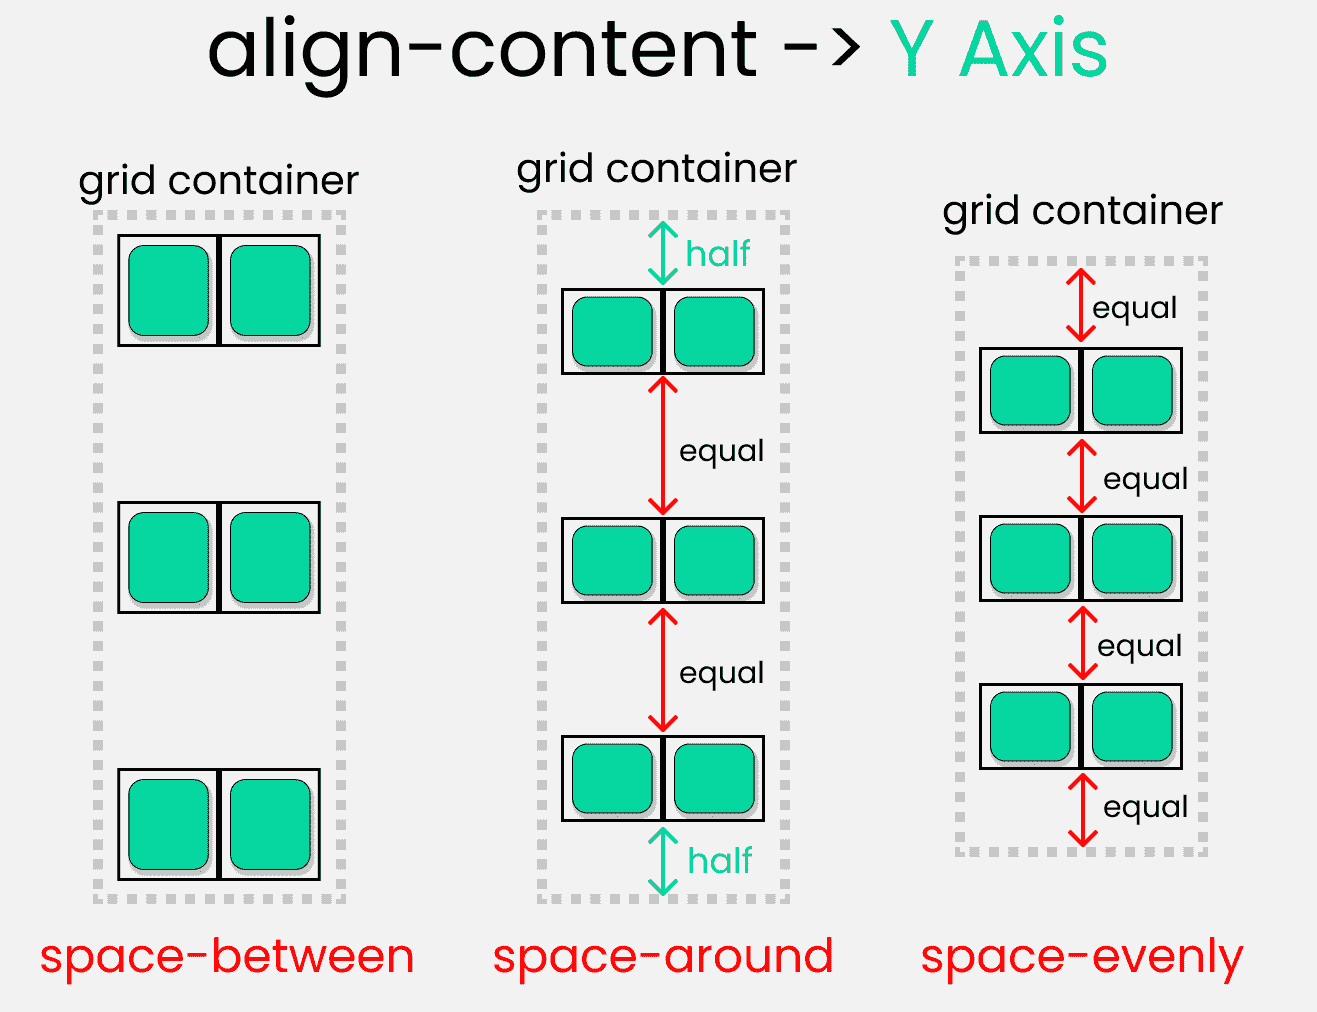 align-content -> Y Axis
grid container
grid container
grid container
half
equal
equal
equal
equal
equal
equal
half
space-between
space-around
space-evenly